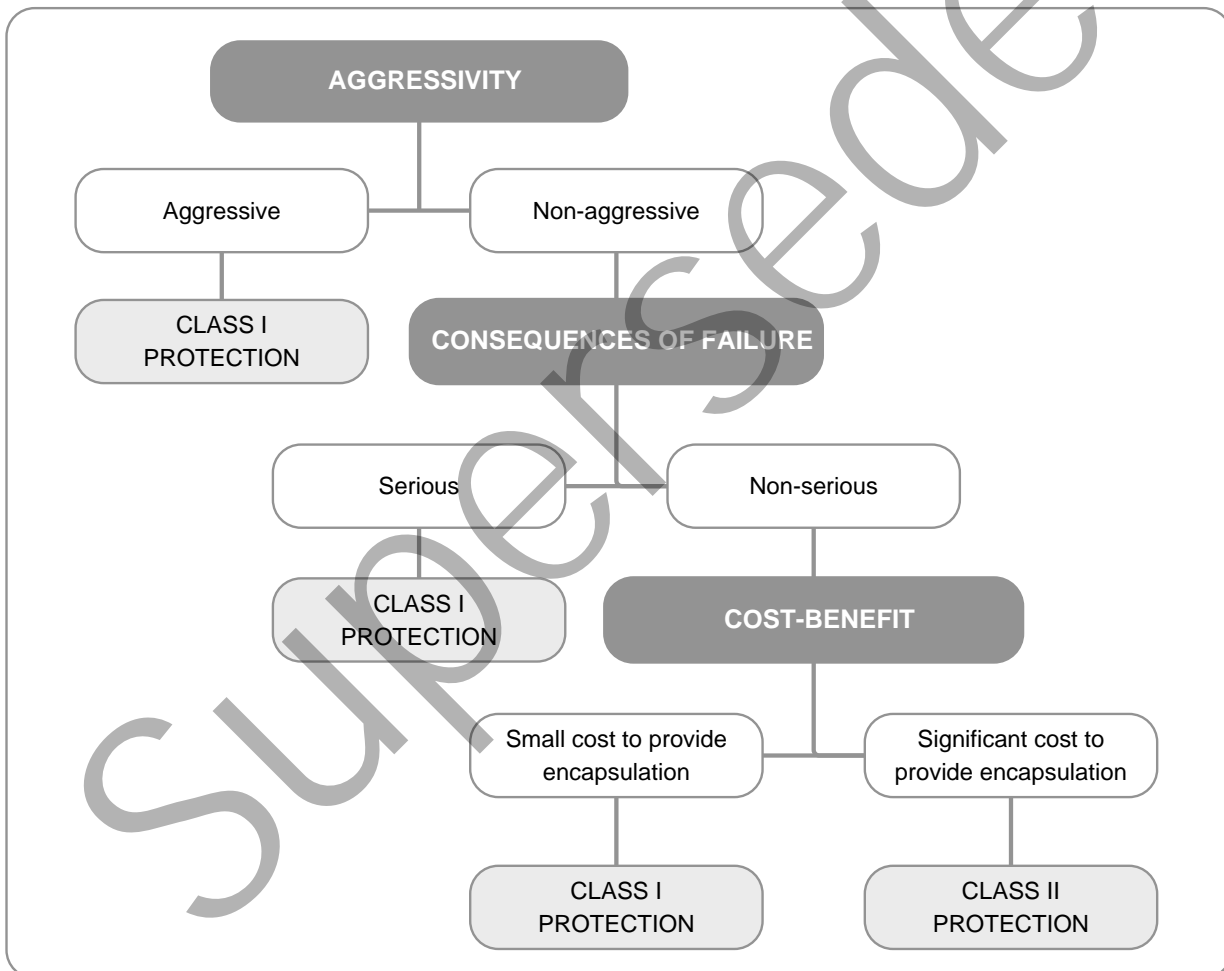 AGGRESSIVITY
Aggressive
Non-aggressive
CLASS I
PROTECTION
CONSEQUENCES OF FAILURE
Serious
Non-serious
CLASS I
PROTECTION
COST-BENEFIT
Small cost to provide
encapsulation
Significant cost to
provide encapsulation
CLASS I
PROTECTION
CLASS II
PROTECTION
Supersede